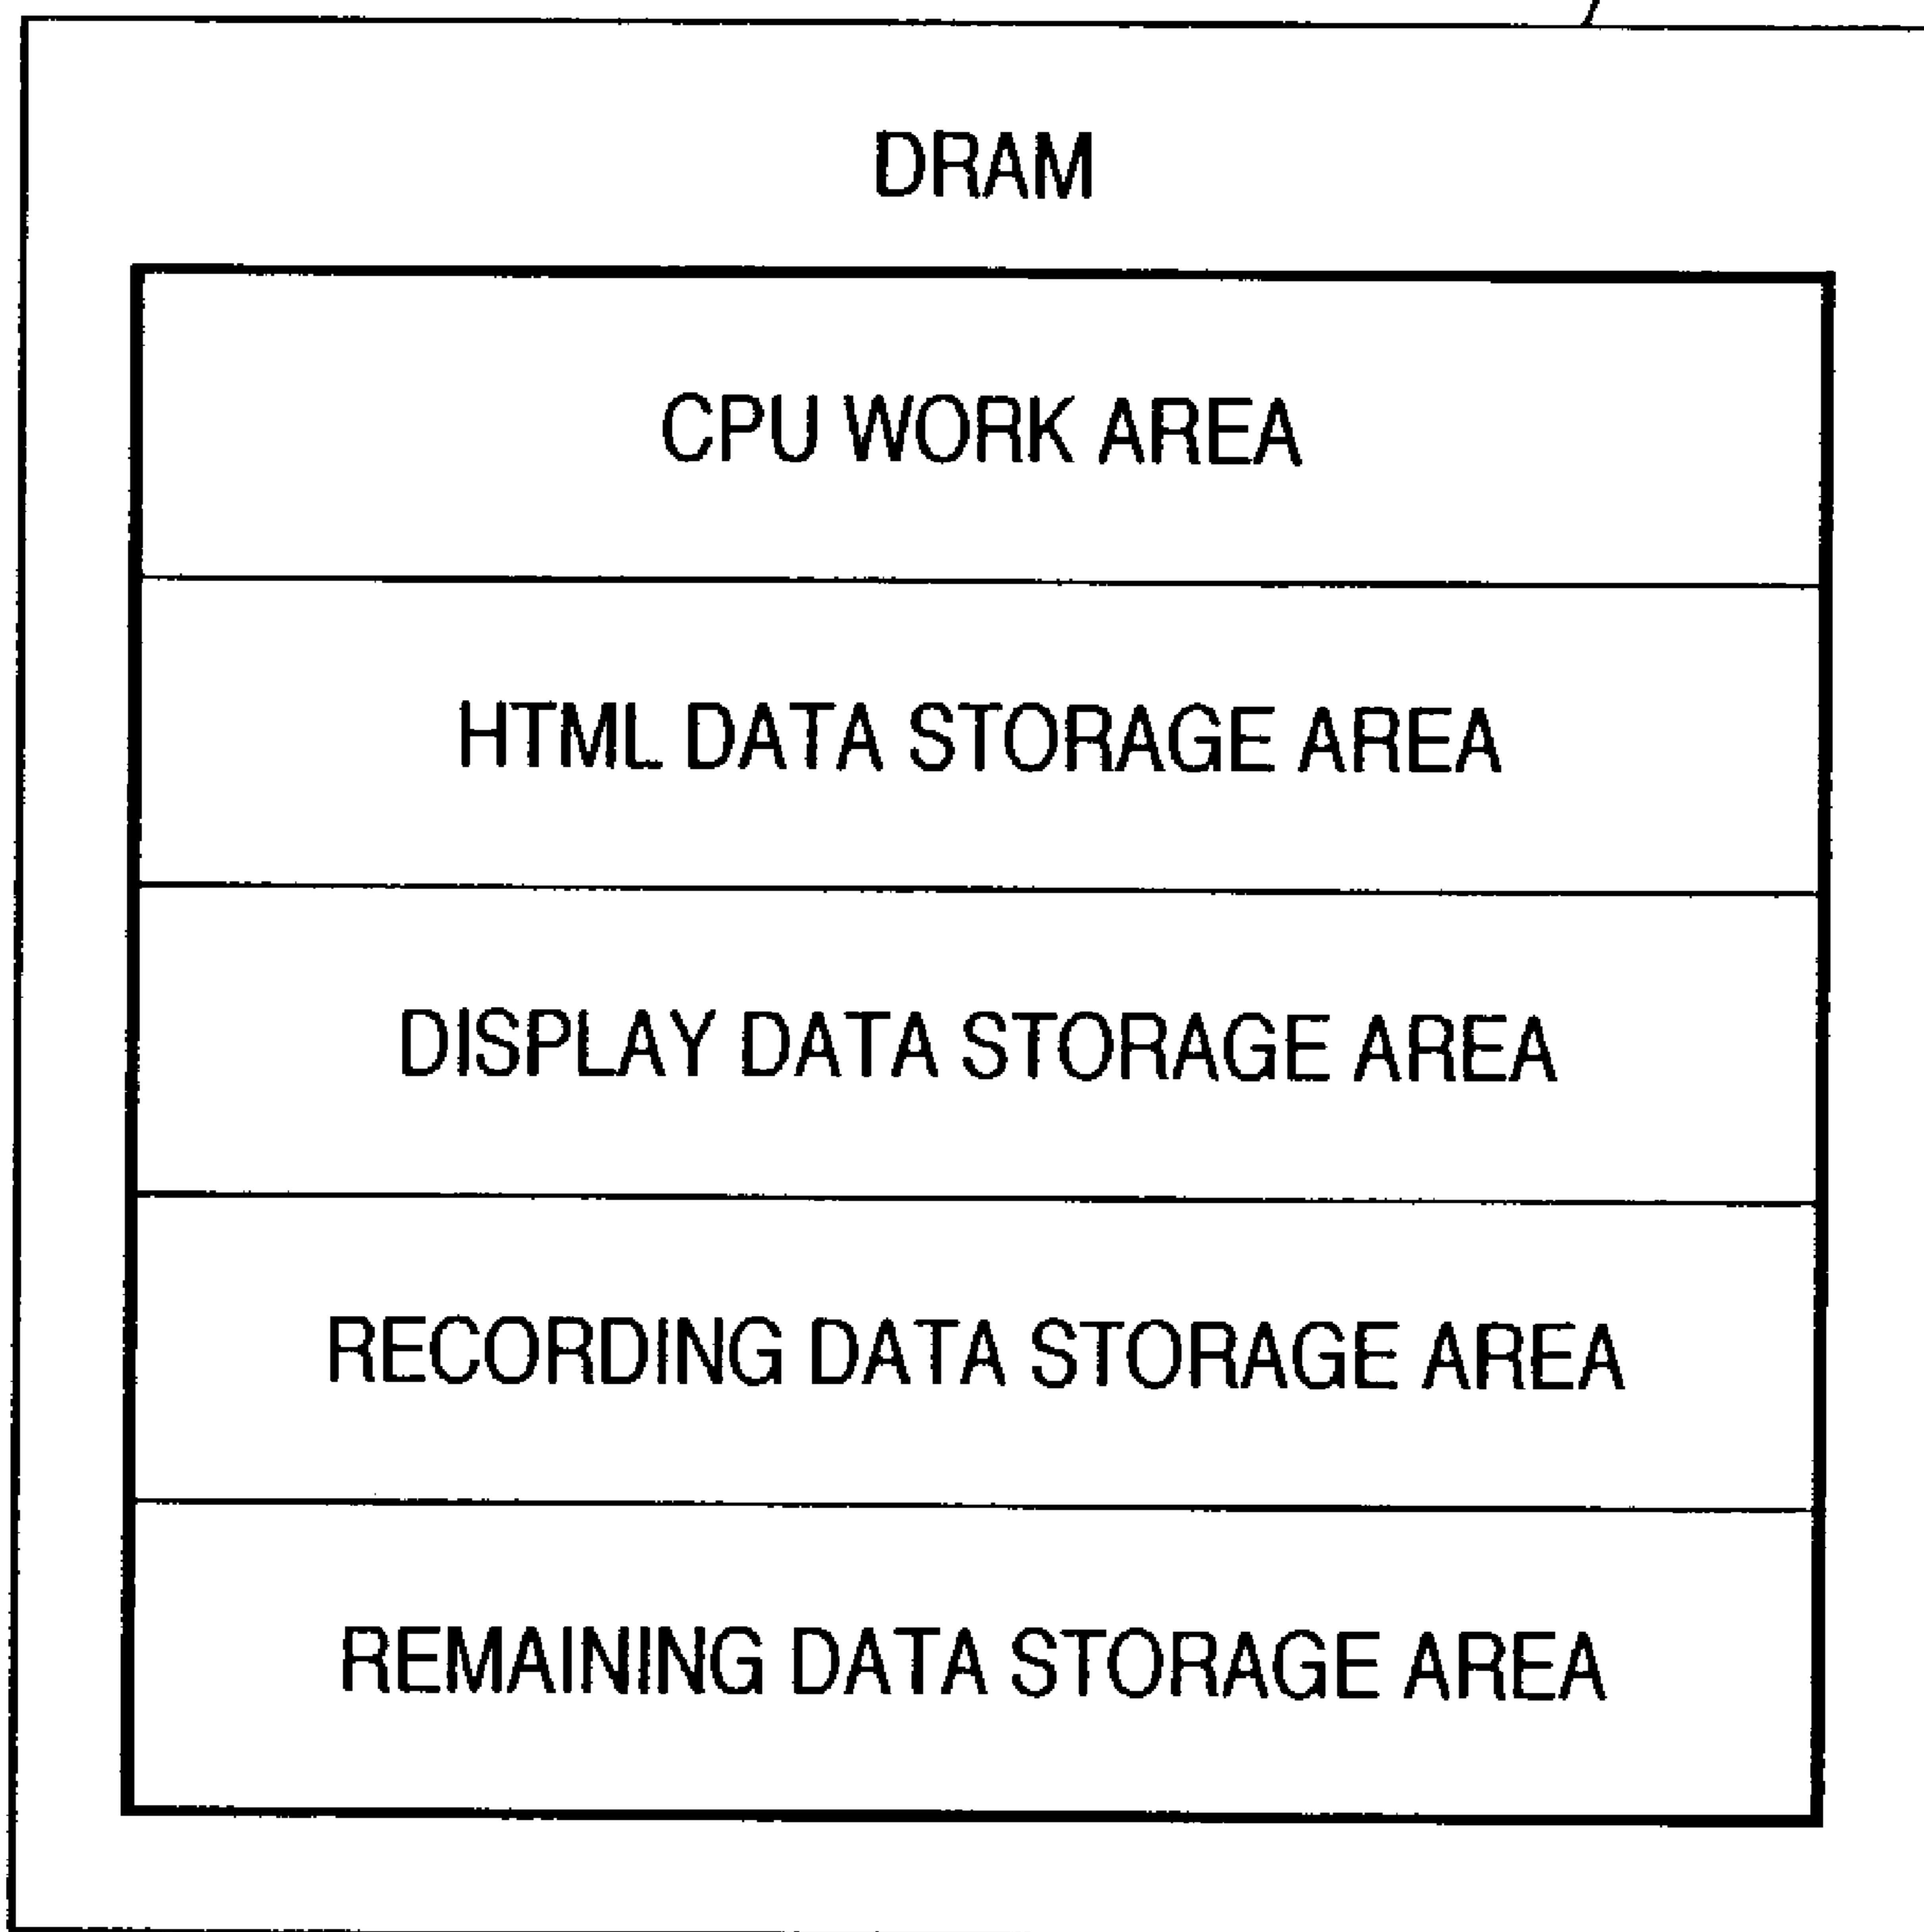 DRAM
CPU WORK AREA
HTML DATA STORAGE AREA
DISPLAY DATA STORAGE AREA
RECORDING DATA STORAGE AREA
REMAINING DATA STORAGE AREA